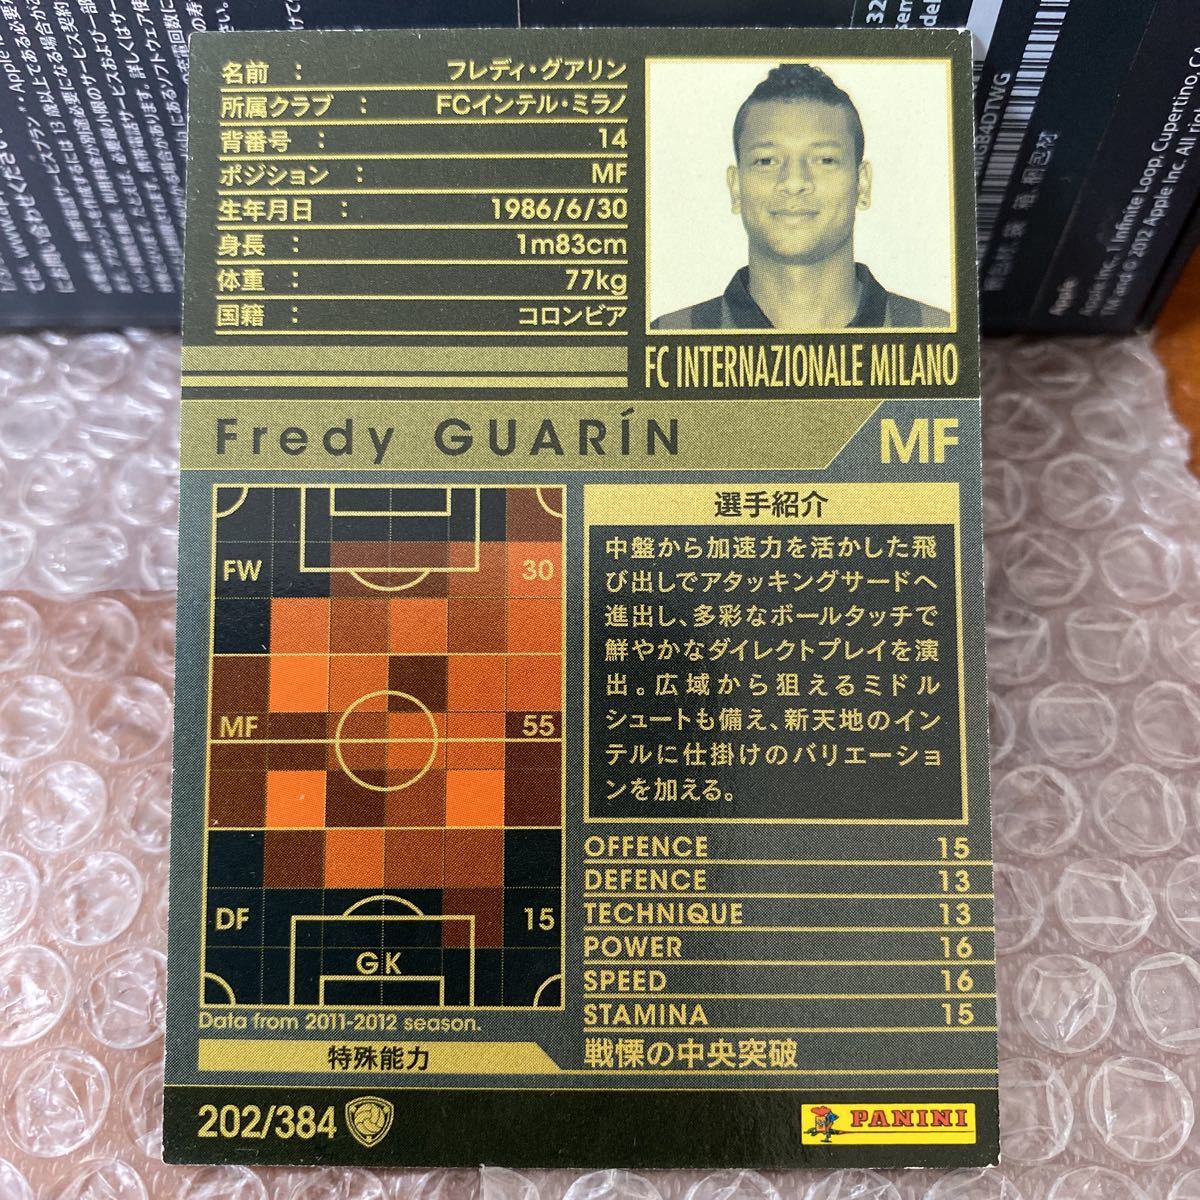 名前 : フレディ・グアリン
所属クラブ : FCインテル・ミラノ
背番号 : 14
ポジション : MF
生年月日 : 1986/6/30
身長 : 1m83cm
体重 : 77kg
国籍 : コロンビア
FC INTERNAZIONALE MILANO
Fredy GUARÍN MF
FW 30
MF 55
DF 15
GK
Data from 2011-2012 season.
選手紹介
中盤から加速力を活かした飛
び出しでアタッキングサードへ
進出し、多彩なボールタッチで
鮮やかなダイレクトプレイを演
出。広域から狙えるミドル
シュートも備え、新天地のイン
テルに仕掛けのバリエーション
を加える。
OFFENCE 15
DEFENCE 13
TECHNIQUE 13
POWER 16
SPEED 16
STAMINA 15
特殊能力 戦慄の中央突破
202/384
PANINI
Apple Inc. 1 Infinite Loop, Cupertino,
2012 Apple Inc. All